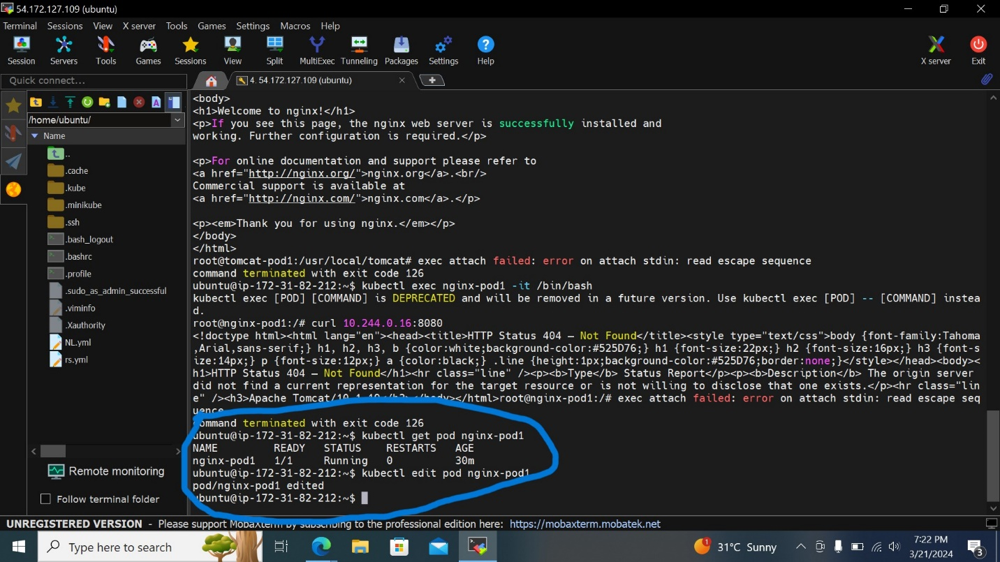 54.172.127.109 (ubuntu)
Terminal Sessions View X server Tools Games Settings Macros Help
Session Servers Tools Games Sessions View Split MultiExec Tunneling Packages Settings Help X server Exit
Quick connect...
4. 54.172.127.109 (ubuntu)
/home/ubuntu/
Name
..
.cache
.kube
.minikube
.ssh
.bash_logout
.bashrc
.profile
.sudo_as_admin_successful
.viminfo
.Xauthority
NL.yml
rs.yml
Remote monitoring
Follow terminal folder
<body>
<h1>Welcome to nginx!</h1>
<p>If you see this page, the nginx web server is successfully installed and
working. Further configuration is required.</p>
<p>For online documentation and support please refer to
<a href="http://nginx.org/">nginx.org</a>.<br/>
Commercial support is available at
<a href="http://nginx.com/">nginx.com</a>.</p>
<p><em>Thank you for using nginx.</em></p>
</body>
</html>
root@tomcat-pod1:/usr/local/tomcat# exec attach failed: error on attach stdin: read escape sequence
command terminated with exit code 126
ubuntu@ip-172-31-82-212:~$ kubectl exec nginx-pod1 -it /bin/bash
kubectl exec [POD] [COMMAND] is DEPRECATED and will be removed in a future version. Use kubectl exec [POD] -- [COMMAND] instea
d.
root@nginx-pod1:/# curl 10.244.0.16:8080
<!doctype html><html lang="en"><head><title>HTTP Status 404 – Not Found</title><style type="text/css">body {font-family:Tahoma
,Arial,sans-serif;} h1, h2, h3, b {color:white;background-color:#525D76;} h1 {font-size:22px;} h2 {font-size:16px;} h3 {font-s
ize:14px;} p {font-size:12px;} a {color:black;} .line {height:1px;background-color:#525D76;border:none;}</style></head><body><
h1>HTTP Status 404 – Not Found</h1><hr class="line" /><p><b>Type</b> Status Report</p><p><b>Description</b> The origin server
did not find a current representation for the target resource or is not willing to disclose that one exists.</p><hr class="lin
e" /><h3>Apache Tomcat/10.1.19</h3></body></html>root@nginx-pod1:/# exec attach failed: error on attach stdin: read escape seq
uence
command terminated with exit code 126
ubuntu@ip-172-31-82-212:~$ kubectl get pod nginx-pod1
NAME READY STATUS RESTARTS AGE
nginx-pod1 1/1 Running 0 30m
ubuntu@ip-172-31-82-212:~$ kubectl edit pod nginx-pod1
pod/nginx-pod1 edited
ubuntu@ip-172-31-82-212:~$
UNREGISTERED VERSION - Please support MobaXterm by subscribing to the professional edition here: https://mobaxterm.mobatek.net
Type here to search
1
31°C Sunny
7:22 PM
3/21/2024
3